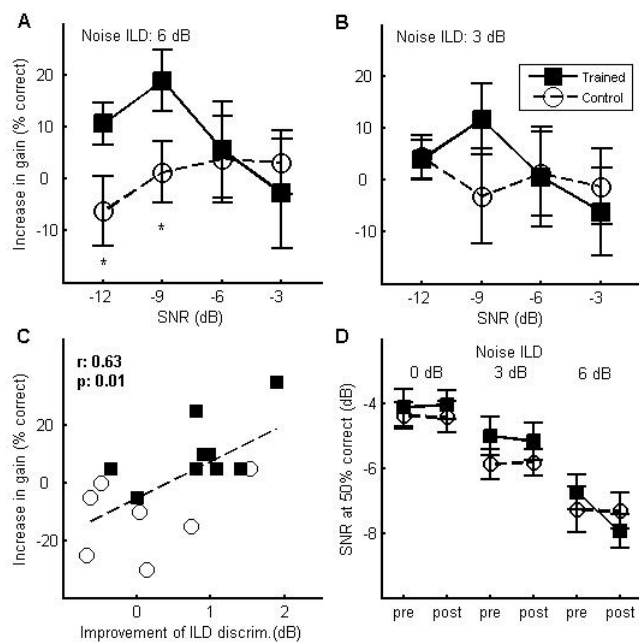 A
Noise ILD: 6 dB
Increase in gain (% correct)
20
10
0
-10
*
*
-12
-9
-6
-3
SNR (dB)
B
Noise ILD: 3 dB
Trained
Control
20
10
0
-10
-12
-9
-6
-3
SNR (dB)
C
r: 0.63
p: 0.01
Increase in gain (% correct)
40
20
0
-20
0
1
2
Improvement of ILD discrim.(dB)
D
Noise ILD
0 dB
3 dB
6 dB
SNR at 50% correct (dB)
-4
-6
-8
pre
post
pre
post
pre
post